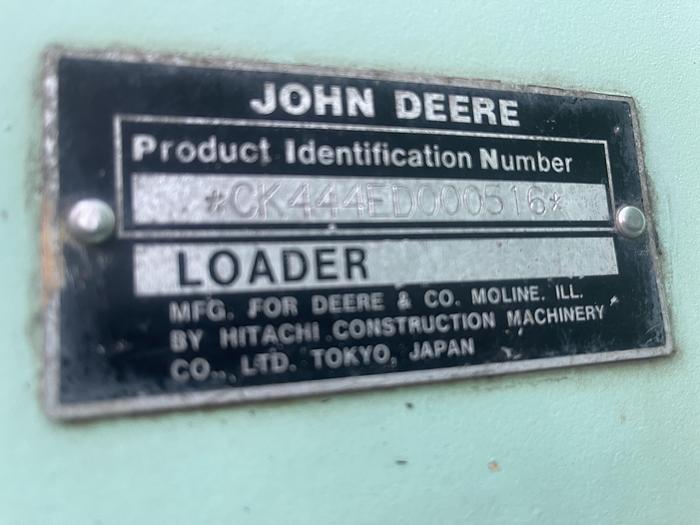 JOHN DEERE
Product Identification Number
*CK444ED000516*
LOADER
MFG. FOR DEERE & CO. MOLINE. ILL.
BY HITACHI CONSTRUCTION MACHINERY
CO., LTD. TOKYO, JAPAN